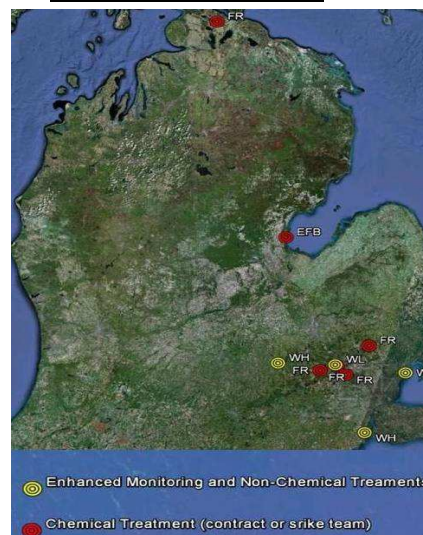 FR
EFB
FR
WH
WL
FR
FR
FR
W
WH
Enhanced Monitoring and Non-Chemical Treaments
Chemical Treatment (contract or srike team)